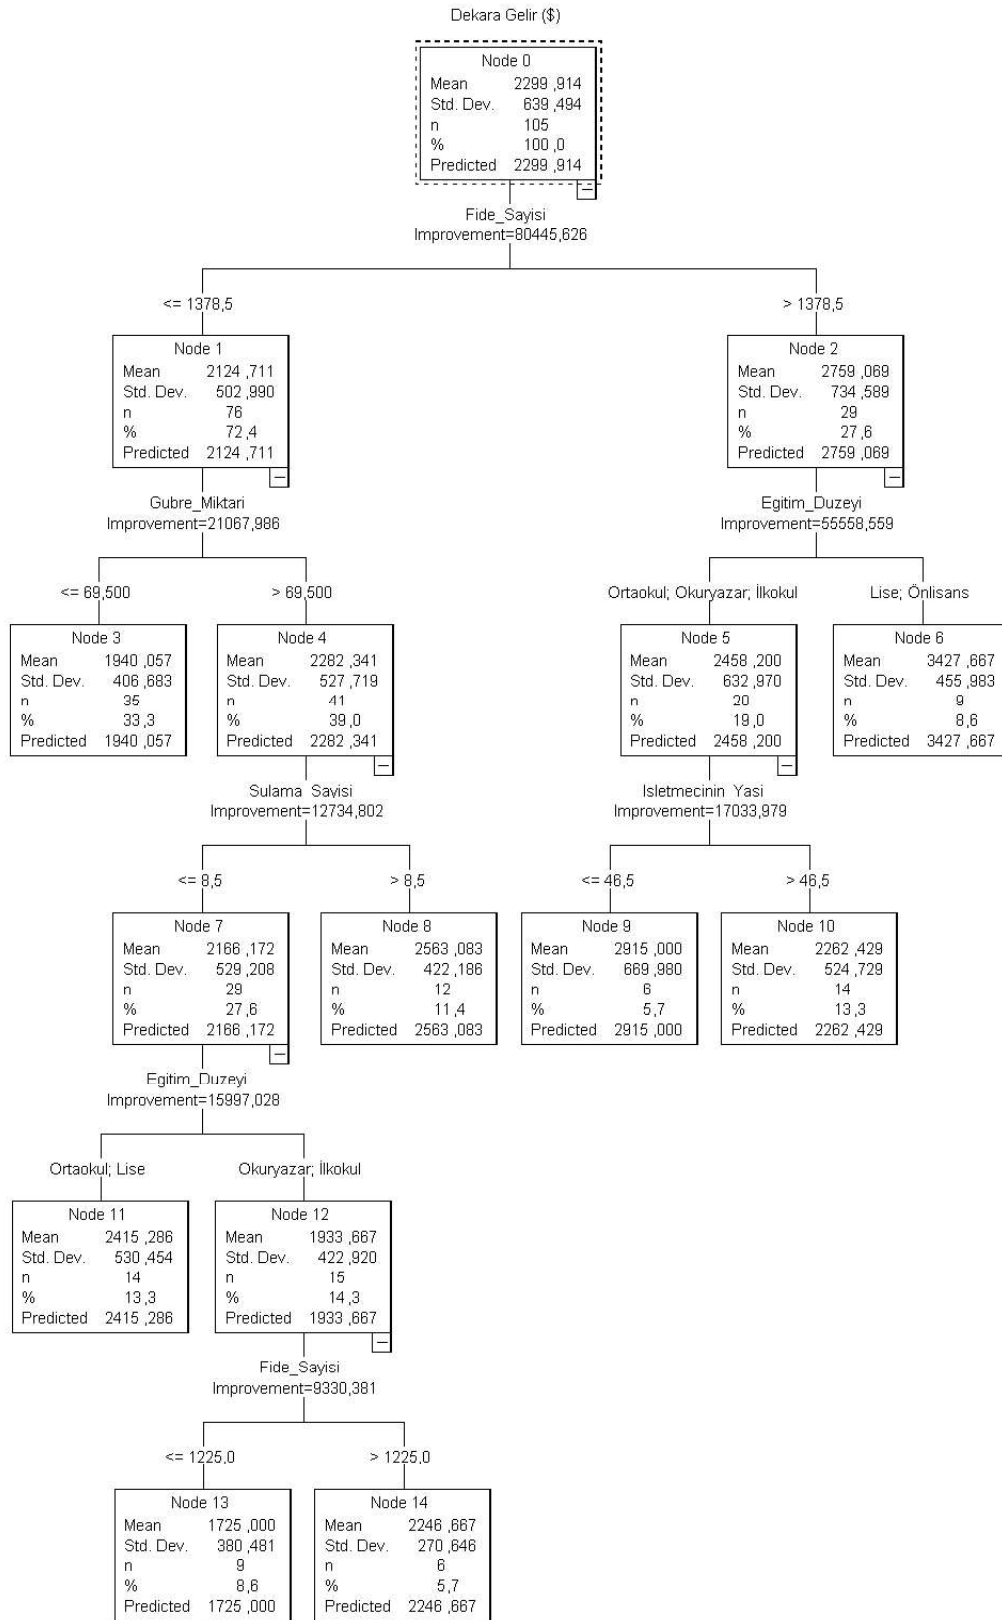 Dekara Gelir ($)
Node 0
Mean 2299 ,914
Std. Dev. 639 ,494
n 105
% 100 ,0
Predicted 2299 ,914
Fide_Sayisi
Improvement=80445,626
<= 1378,5
> 1378,5
Node 1
Mean 2124 ,711
Std. Dev. 502 ,990
n 76
% 72 ,4
Predicted 2124 ,711
Node 2
Mean 2759 ,069
Std. Dev. 734 ,589
n 29
% 27 ,6
Predicted 2759 ,069
Gubre_Miktari
Improvement=21067,986
Egitim_Duzeyi
Improvement=55558,559
<= 69,500
> 69,500
Ortaokul; Okuryazar; İlkokul
Lise; Önlisans
Node 3
Mean 1940 ,057
Std. Dev. 406 ,683
n 35
% 33 ,3
Predicted 1940 ,057
Node 4
Mean 2282 ,341
Std. Dev. 527 ,719
n 41
% 39 ,0
Predicted 2282 ,341
Node 5
Mean 2458 ,200
Std. Dev. 632 ,970
n 20
% 19 ,0
Predicted 2458 ,200
Node 6
Mean 3427 ,667
Std. Dev. 455 ,983
n 9
% 8 ,6
Predicted 3427 ,667
Sulama_Sayisi
Improvement=12734,802
Isletmecinin_Yasi
Improvement=17033,979
<= 8,5
> 8,5
<= 46,5
> 46,5
Node 7
Mean 2166 ,172
Std. Dev. 529 ,208
n 29
% 27 ,6
Predicted 2166 ,172
Node 8
Mean 2563 ,083
Std. Dev. 422 ,186
n 12
% 11 ,4
Predicted 2563 ,083
Node 9
Mean 2915 ,000
Std. Dev. 669 ,980
n 6
% 5 ,7
Predicted 2915 ,000
Node 10
Mean 2262 ,429
Std. Dev. 524 ,729
n 14
% 13 ,3
Predicted 2262 ,429
Egitim_Duzeyi
Improvement=15997,028
Ortaokul; Lise
Okuryazar; İlkokul
Node 11
Mean 2415 ,286
Std. Dev. 530 ,454
n 14
% 13 ,3
Predicted 2415 ,286
Node 12
Mean 1933 ,667
Std. Dev. 422 ,920
n 15
% 14 ,3
Predicted 1933 ,667
Fide_Sayisi
Improvement=9330,381
<= 1225,0
> 1225,0
Node 13
Mean 1725 ,000
Std. Dev. 380 ,481
n 9
% 8 ,6
Predicted 1725 ,000
Node 14
Mean 2246 ,667
Std. Dev. 270 ,646
n 6
% 5 ,7
Predicted 2246 ,667